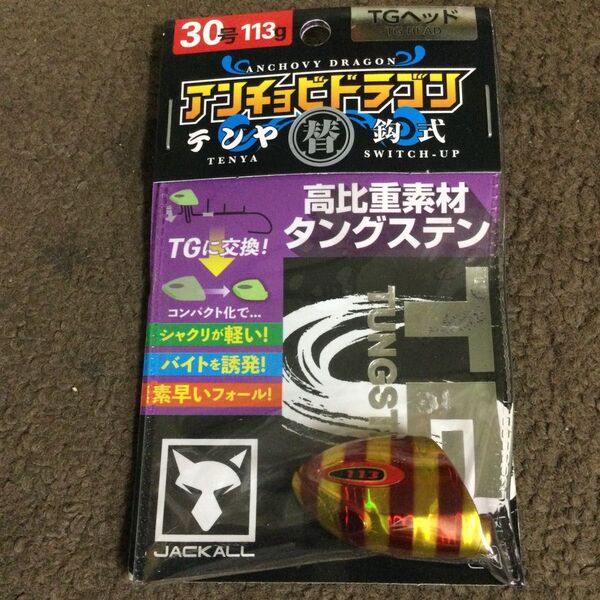 30号 113g
TGヘッド
TG HEAD
ANCHOVY DRAGON
アンチョビドラゴン
テンヤ 替 鈎式
TENYA SWITCH-UP
高比重素材
タングステン
TGに交換!
コンパクト化で…
シャクリが軽い!
バイトを誘発!
素早いフォール!
TUNGST
113
JACKALL